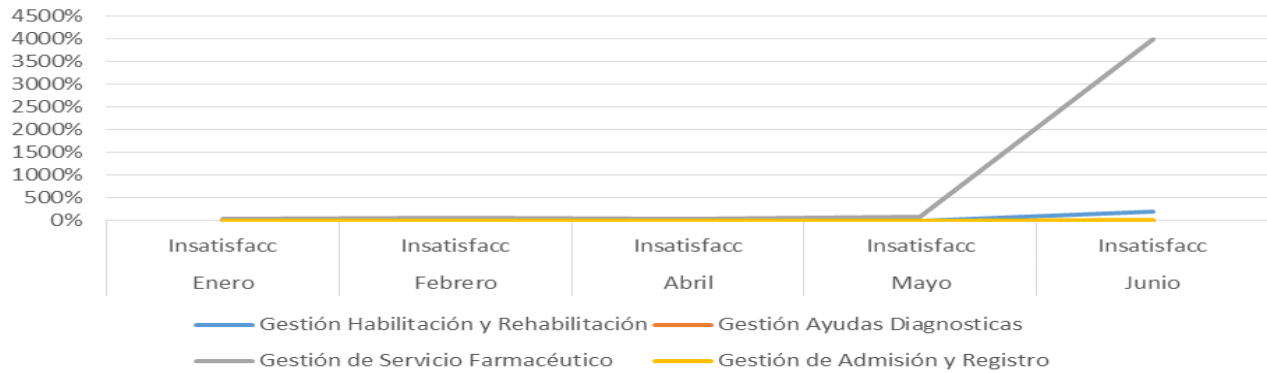 4500%
4000%
3500%
3000%
2500%
2000%
1500%
1000%
500%
0%
Insatisfacc Insatisfacc Insatisfacc Insatisfacc Insatisfacc
Enero Febrero Abril Mayo Junio
Gestión Habilitación y Rehabilitación Gestión Ayudas Diagnosticas
Gestión de Servicio Farmacéutico Gestión de Admisión y Registro